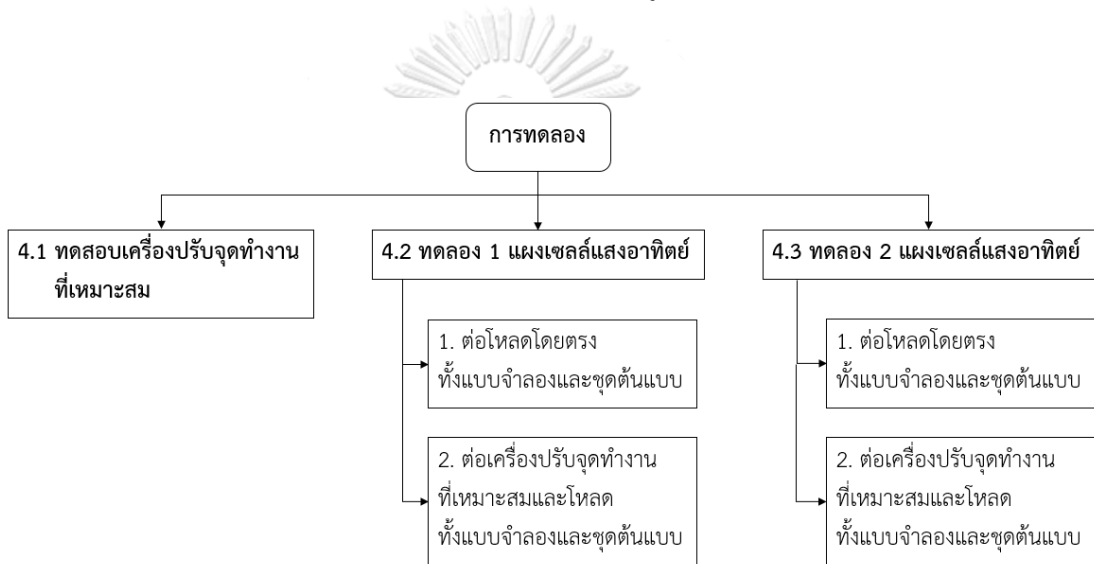 การทดลอง
4.1 ทดสอบเครื่องปรับจุดทำงาน
ที่เหมาะสม
4.2 ทดลอง 1 แผงเซลล์แสงอาทิตย์
1. ต่อโหลดโดยตรง
ทั้งแบบจำลองและชุดต้นแบบ
2. ต่อเครื่องปรับจุดทำงาน
ที่เหมาะสมและโหลด
ทั้งแบบจำลองและชุดต้นแบบ
4.3 ทดลอง 2 แผงเซลล์แสงอาทิตย์
1. ต่อโหลดโดยตรง
ทั้งแบบจำลองและชุดต้นแบบ
2. ต่อเครื่องปรับจุดทำงาน
ที่เหมาะสมและโหลด
ทั้งแบบจำลองและชุดต้นแบบ